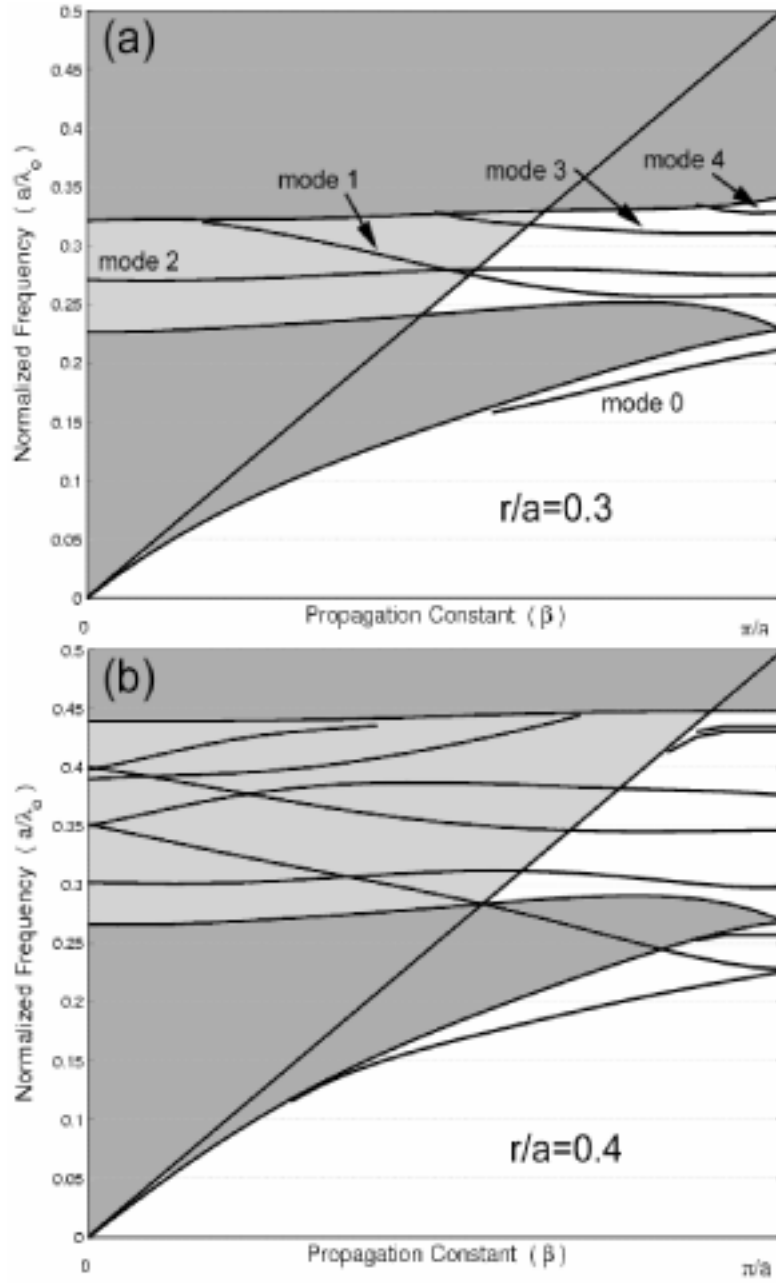 (a)
0.5
0.45
0.4
0.35
0.3
0.25
0.2
0.15
0.1
0.05
0
Normalized Frequency ( a/λo )
mode 1
mode 3
mode 4
mode 2
mode 0
r/a=0.3
0
Propagation Constant ( β )
π/a
(b)
0.5
0.45
0.4
0.35
0.3
0.25
0.2
0.15
0.1
0.05
0
Normalized Frequency ( a/λo )
r/a=0.4
0
Propagation Constant ( β )
π/a